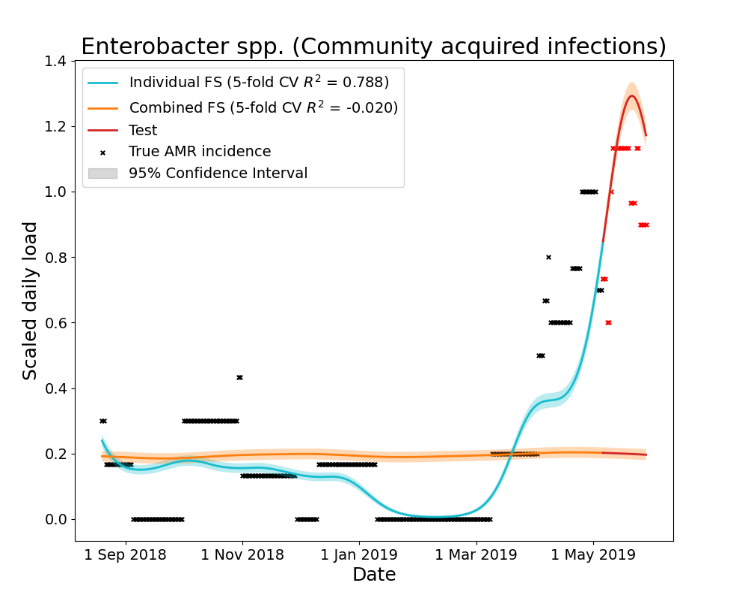 Enterobacter spp. (Community acquired infections)
Individual FS (5-fold CV R² = 0.788)
Combined FS (5-fold CV R² = -0.020)
Test
True AMR incidence
95% Confidence Interval
Scaled daily load
1.4
1.2
1.0
0.8
0.6
0.4
0.2
0.0
1 Sep 2018 1 Nov 2018 1 Jan 2019 1 Mar 2019 1 May 2019
Date